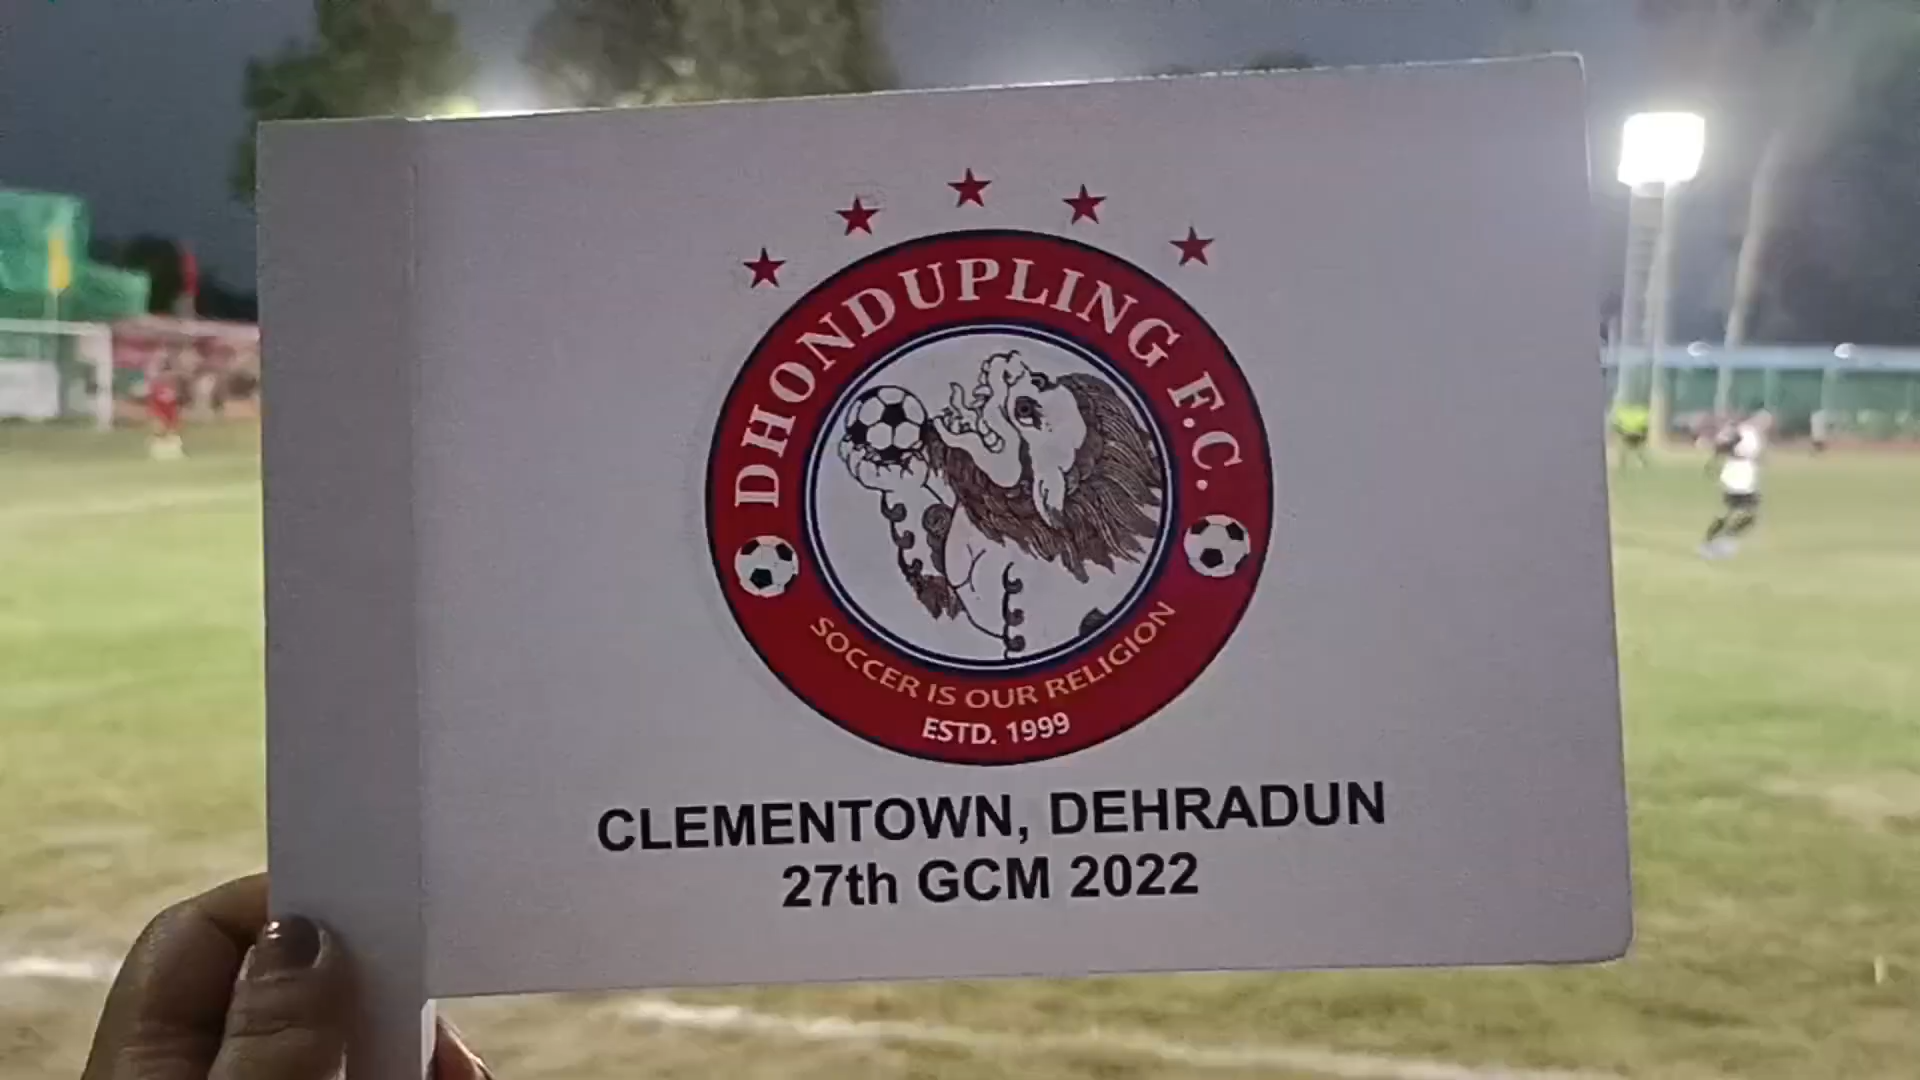 DHONDUPLING F.C.
SOCCER IS OUR RELIGION
ESTD. 1999
CLEMENTOWN, DEHRADUN
27th GCM 2022